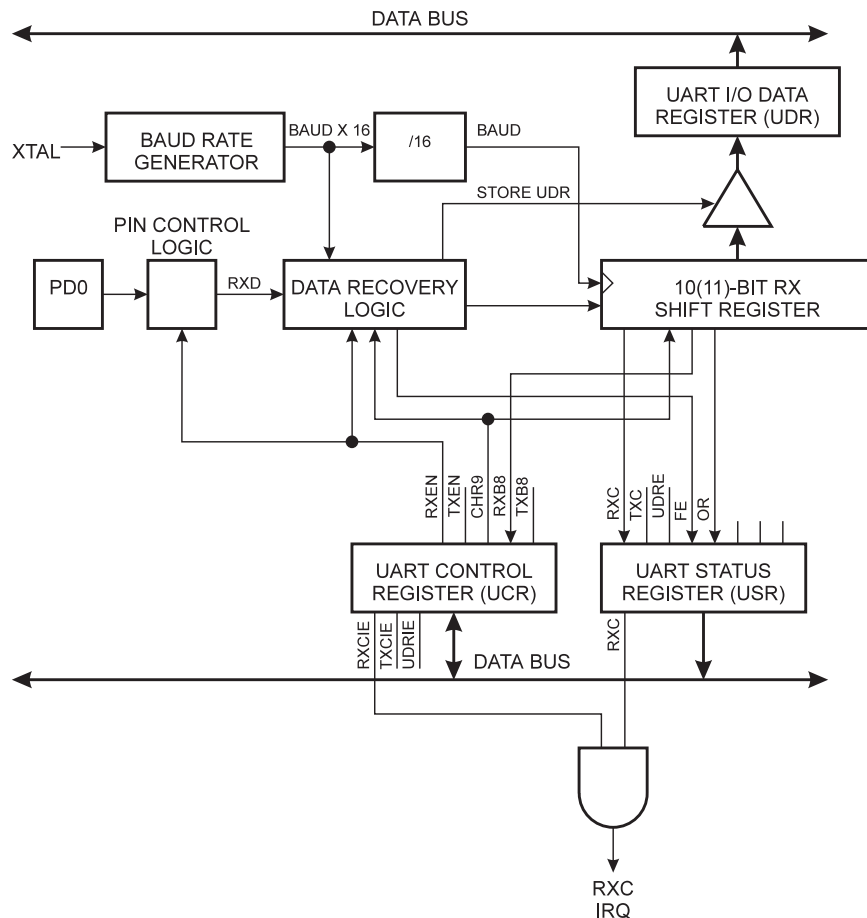 DATA BUS
UART I/O DATA
REGISTER (UDR)
XTAL
BAUD RATE
GENERATOR
BAUD X 16
/16
BAUD
STORE UDR
PIN CONTROL
LOGIC
PD0
RXD
DATA RECOVERY
LOGIC
10(11)-BIT RX
SHIFT REGISTER
RXEN
TXEN
CHR9
RXB8
TXB8
RXC
TXC
UDRE
FE
OR
UART CONTROL
REGISTER (UCR)
UART STATUS
REGISTER (USR)
RXCIE
TXCIE
UDRIE
RXC
DATA BUS
RXC
IRQ